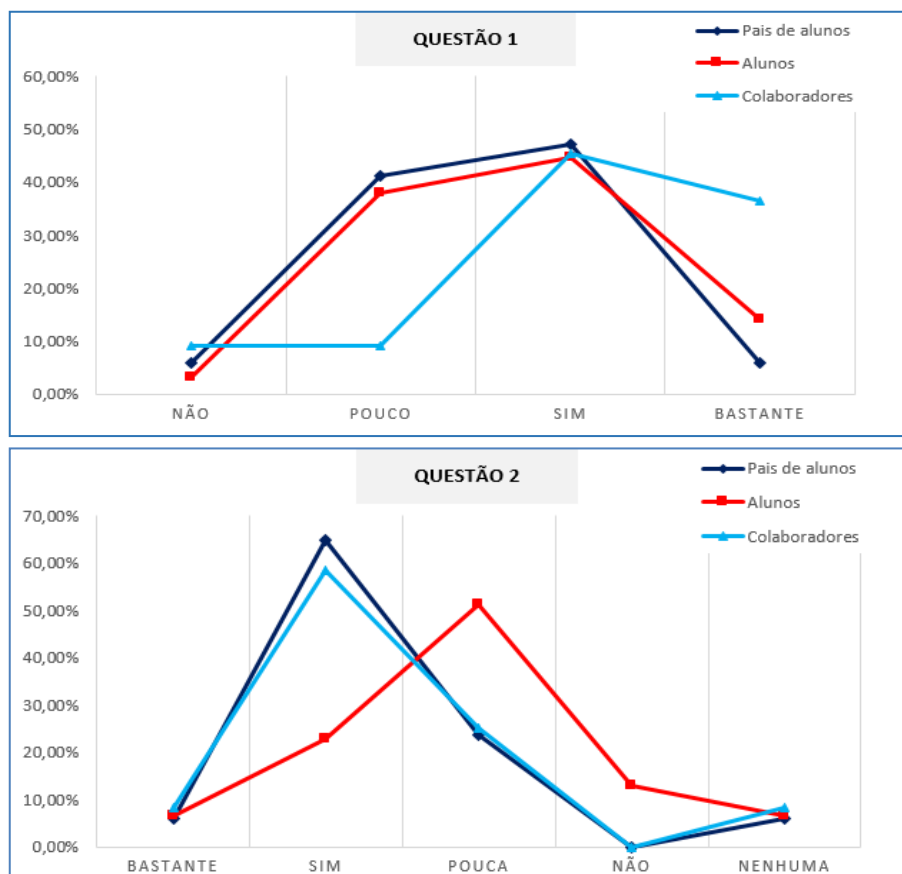 QUESTÃO 1
Pais de alunos
Alunos
Colaboradores
60,00%
50,00%
40,00%
30,00%
20,00%
10,00%
0,00%
NÃO POUCO SIM BASTANTE
QUESTÃO 2
Pais de alunos
Alunos
Colaboradores
70,00%
60,00%
50,00%
40,00%
30,00%
20,00%
10,00%
0,00%
BASTANTE SIM POUCA NÃO NENHUMA